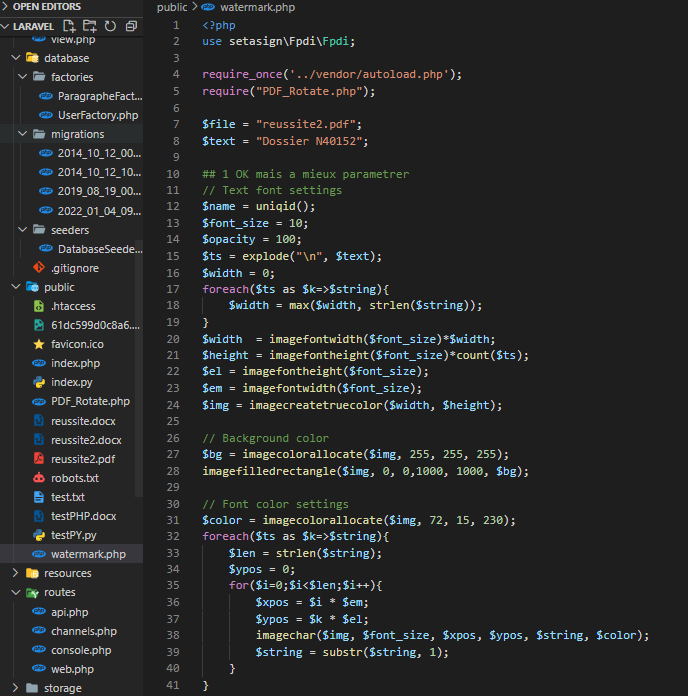 OPEN EDITORS
LARAVEL
view.php
database
factories
ParagrapheFact...
UserFactory.php
migrations
2014_10_12_00...
2014_10_12_10...
2019_08_19_00...
2022_01_04_09...
seeders
DatabaseSeede...
.gitignore
public
.htaccess
61dc599d0c8a6....
favicon.ico
index.php
index.py
PDF_Rotate.php
reussite.docx
reussite2.docx
reussite2.pdf
robots.txt
test.txt
testPHP.docx
testPY.py
watermark.php
resources
routes
api.php
channels.php
console.php
web.php
storage
public > watermark.php
1 <?php
2 use setasign\Fpdi\Fpdi;
3
4 require_once('../vendor/autoload.php');
5 require("PDF_Rotate.php");
6
7 $file = "reussite2.pdf";
8 $text = "Dossier N40152";
9
10 ## 1 OK mais a mieux parametrer
11 // Text font settings
12 $name = uniqid();
13 $font_size = 10;
14 $opacity = 100;
15 $ts = explode("\n", $text);
16 $width = 0;
17 foreach($ts as $k=>$string){
18 $width = max($width, strlen($string));
19 }
20 $width  = imagefontwidth($font_size)*$width;
21 $height = imagefontheight($font_size)*count($ts);
22 $el = imagefontheight($font_size);
23 $em = imagefontwidth($font_size);
24 $img = imagecreatetruecolor($width, $height);
25
26 // Background color
27 $bg = imagecolorallocate($img, 255, 255, 255);
28 imagefilledrectangle($img, 0, 0,1000, 1000, $bg);
29
30 // Font color settings
31 $color = imagecolorallocate($img, 72, 15, 230);
32 foreach($ts as $k=>$string){
33 $len = strlen($string);
34 $ypos = 0;
35 for($i=0;$i<$len;$i++){
36 $xpos = $i * $em;
37 $ypos = $k * $el;
38 imagechar($img, $font_size, $xpos, $ypos, $string, $color);
39 $string = substr($string, 1);
40 }
41 }